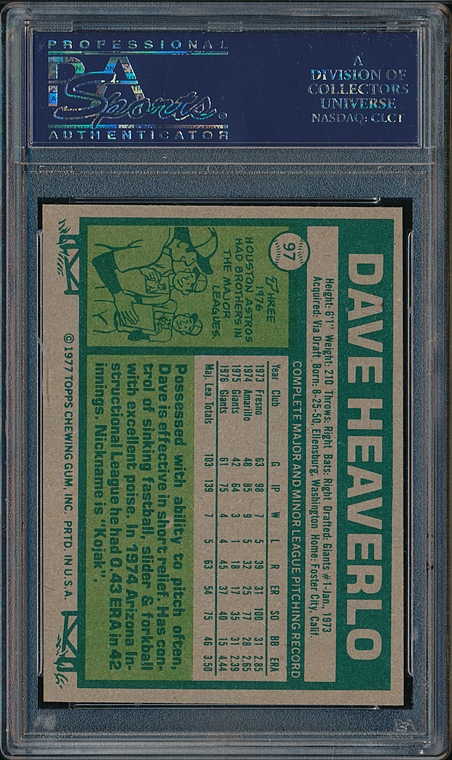 PROFESSIONAL
PSA
Sports.
AUTHENTICATOR
A
DIVISION OF
COLLECTORS
UNIVERSE
NASDAQ: CLCT
97
DAVE HEAVERLO
Height: 6'1" Weight: 210 Throws: Right Bats: Right Drafted: Giants #1-Jan., 1973
Acquired: Via Draft. Born: 8-25-50, Ellensburg, Washington Home: Foster City, Calif.
COMPLETE MAJOR AND MINOR LEAGUE PITCHING RECORD
Year Club G IP W L R ER SO BB ERA
1973 Fresno 63 98 7 5 39 31 100 31 2.85
1974 Amarillo 48 85 9 5 32 25 77 28 2.65
1975 Giants 42 64 3 1 18 17 35 31 2.39
1976 Giants 61 75 4 4 45 37 40 15 4.44
Maj. Lea. Totals 103 139 7 5 63 54 75 46 3.50
THREE
1976
HOUSTON ASTROS
HAD BROTHERS IN
THE MAJOR
LEAGUES.
Possessed with ability to pitch often,
Dave is effective in short relief. Has con-
trol of sinking fastball, slider & forkball
with excellent poise. In 1974 Arizona In-
structional League he had 0.43 ERA in 42
innings. Nickname is "Kojak".
© 1977 TOPPS CHEWING GUM, INC. PRTD. IN U.S.A.